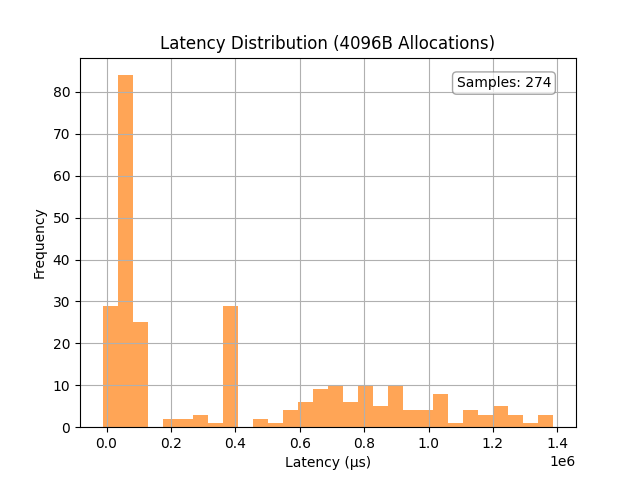 Latency Distribution (4096B Allocations)
Samples: 274
80
70
60
50
40
30
20
10
0
Frequency
0.0 0.2 0.4 0.6 0.8 1.0 1.2 1.4
1e6
Latency (µs)